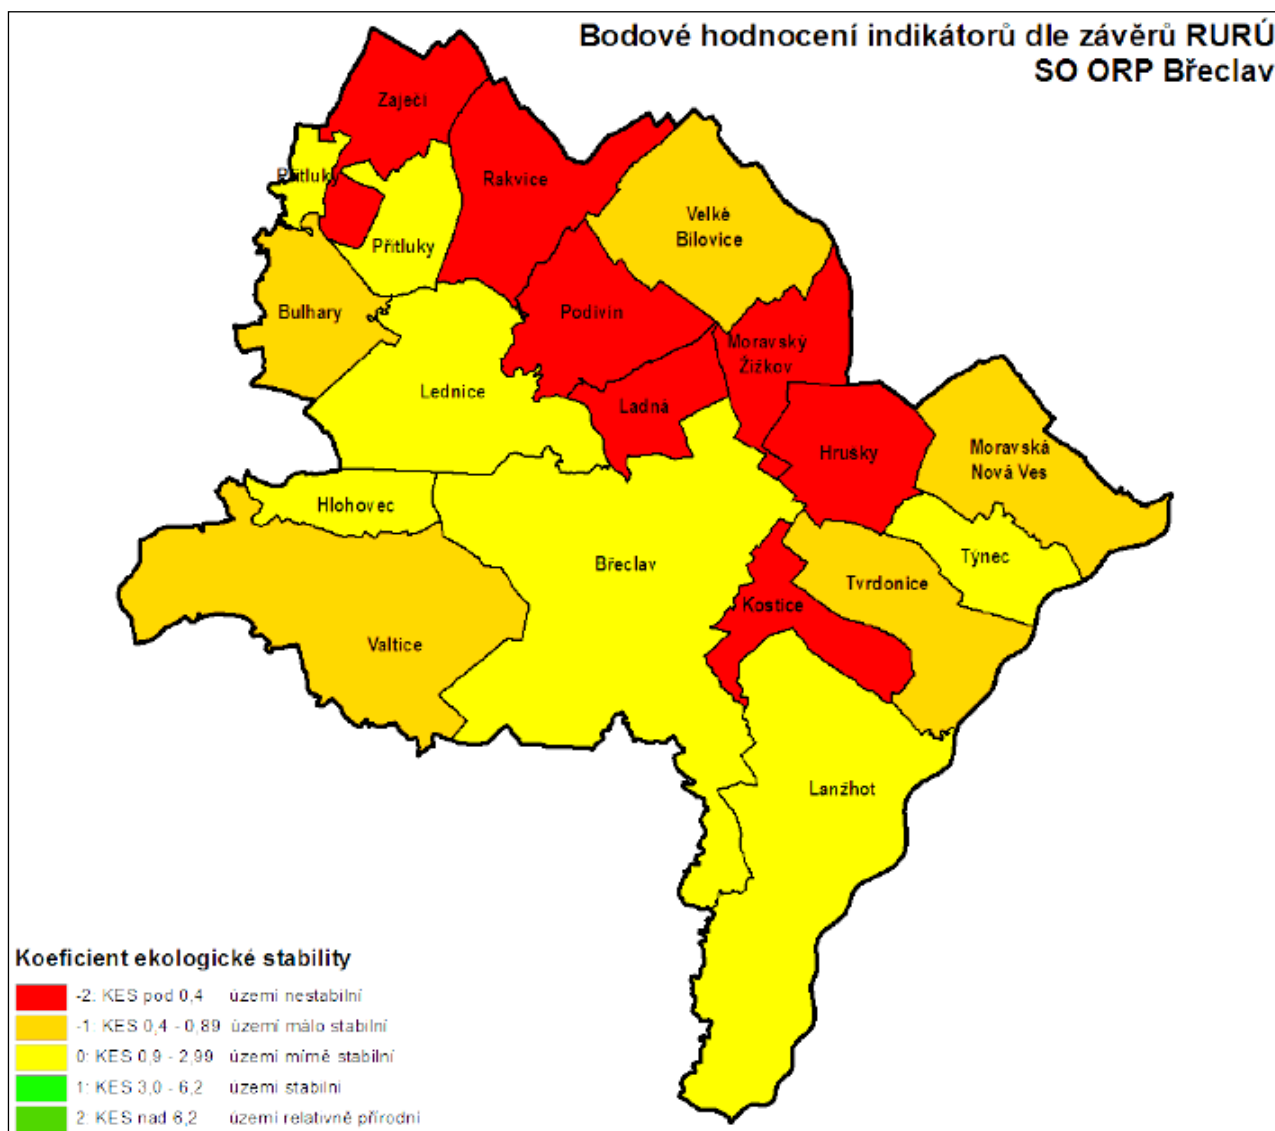 Bodové hodnocení indikátorů dle závěrů RURÚ
SO ORP Břeclav
Zaječí
Přítluky
Rakvice
Velké
Bílovice
Přítluky
Bulhary
Podivín
Moravský
Žižkov
Lednice
Ladná
Hrušky
Moravská
Nová Ves
Hlohovec
Týnec
Břeclav
Tvrdonice
Kostice
Valtice
Lanžhot
Koeficient ekologické stability
-2: KES pod 0,4 území nestabilní
-1: KES 0,4 - 0,89 území málo stabilní
0: KES 0,9 - 2,99 území mírně stabilní
1: KES 3,0 - 6,2 území stabilní
2: KES nad 6,2 území relativně přírodní